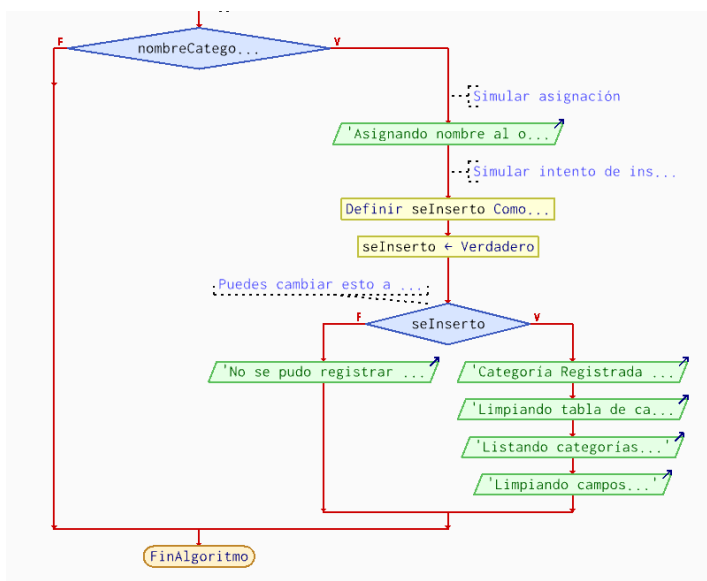 nombreCatego...
F
V
Simular asignación
'Asignando nombre al o...
Simular intento de ins...
Definir seInserto Como...
seInserto ← Verdadero
Puedes cambiar esto a ...
F
V
seInserto
'No se pudo registrar ...
'Categoría Registrada ...
'Limpiando tabla de ca...
'Listando categorías...'
'Limpiando campos...'
FinAlgoritmo